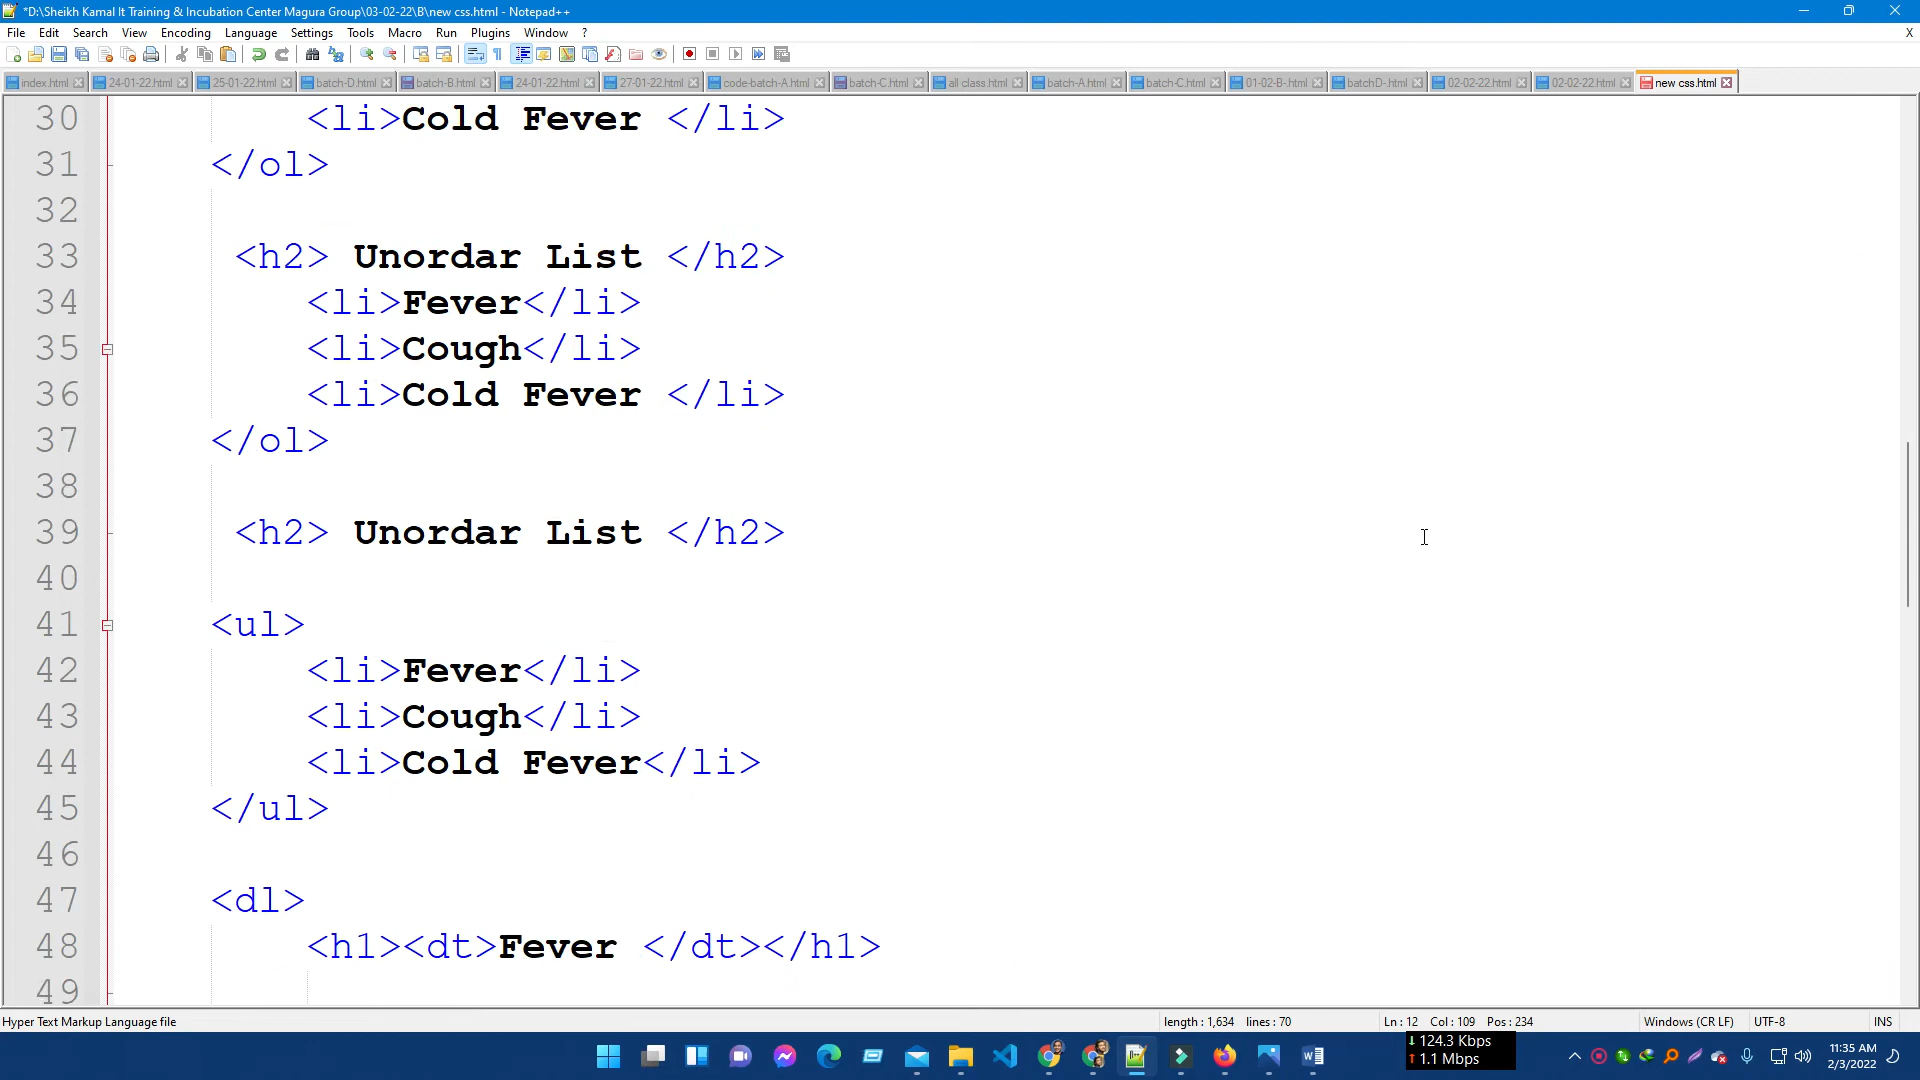 *D:\Sheikh Kamal It Training & Incubation Center Magura Group\03-02-22\B\new css.html - Notepad++
File Edit Search View Encoding Language Settings Tools Macro Run Plugins Window ? X
index.html 24-01-22.html 25-01-22.html batch-D.html batch-B.html 24-01-22.html 27-01-22.html code-batch-A.html batch-C.html all class.html batch-A.html batch-C.html 01-02-B-.html batchD-.html 02-02-22.html 02-02-22.html new css.html
30 <li>Cold Fever </li>
31 </ol>
32
33 <h2> Unordar List </h2>
34 <li>Fever</li>
35 <li>Cough</li>
36 <li>Cold Fever </li>
37 </ol>
38
39 <h2> Unordar List </h2>
40
41 <ul>
42 <li>Fever</li>
43 <li>Cough</li>
44 <li>Cold Fever</li>
45 </ul>
46
47 <dl>
48 <h1><dt>Fever </dt></h1>
49
Hyper Text Markup Language file length : 1,634 lines : 70 Ln : 12 Col : 109 Pos : 234 Windows (CR LF) UTF-8 INS
124.3 Kbps
1.1 Mbps
11:35 AM
2/3/2022